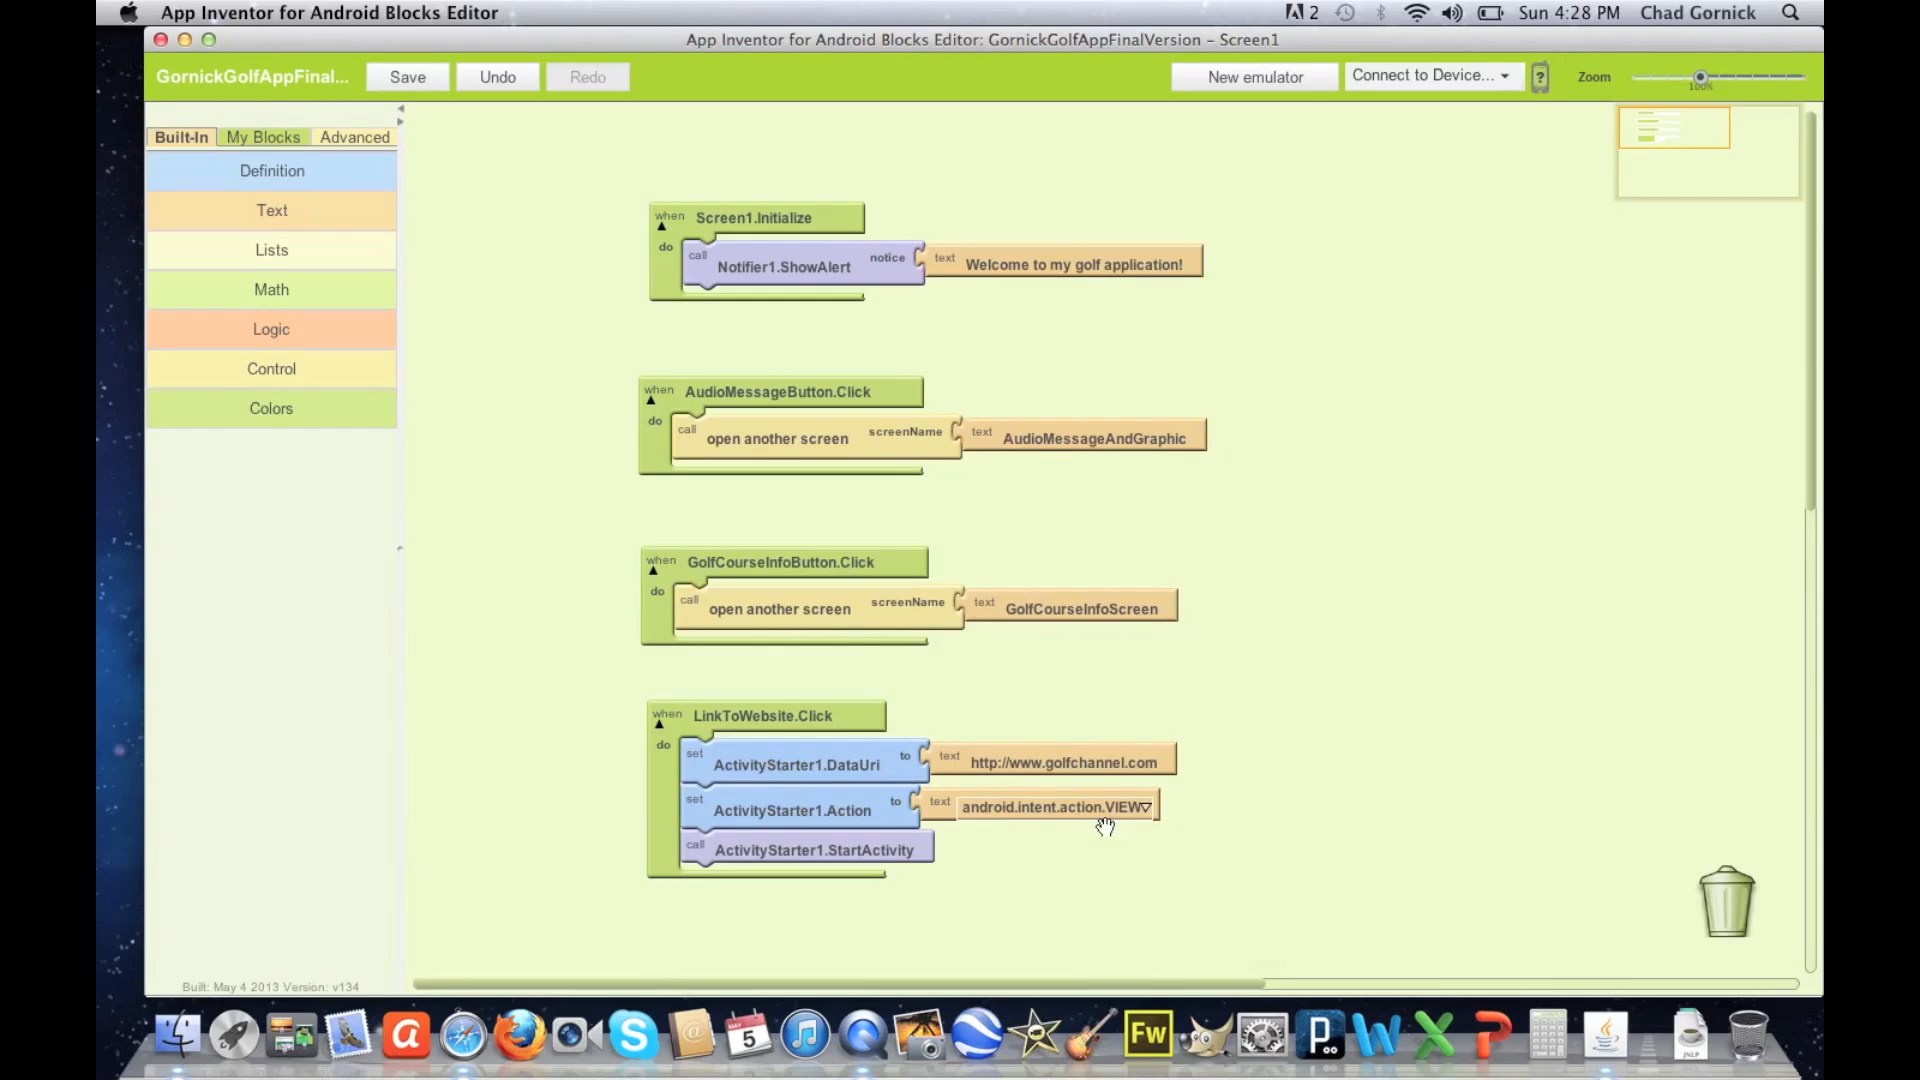 App Inventor for Android Blocks Editor 2 Sun 4:28 PM Chad Gornick
App Inventor for Android Blocks Editor: GornickGolfAppFinalVersion – Screen1
GornickGolfAppFinal... Save Undo Redo New emulator Connect to Device... ? Zoom
100%
Built-In My Blocks Advanced
Definition
Text
Lists
Math
Logic
Control
Colors
when Screen1.Initialize
do call Notifier1.ShowAlert notice text Welcome to my golf application!
when AudioMessageButton.Click
do call open another screen screenName text AudioMessageAndGraphic
when GolfCourseInfoButton.Click
do call open another screen screenName text GolfCourseInfoScreen
when LinkToWebsite.Click
do set ActivityStarter1.DataUri to text http://www.golfchannel.com
set ActivityStarter1.Action to text android.intent.action.VIEW
call ActivityStarter1.StartActivity
Built: May 4 2013 Version: v134
a S @ MAY 5 Fw P W X P JNLP